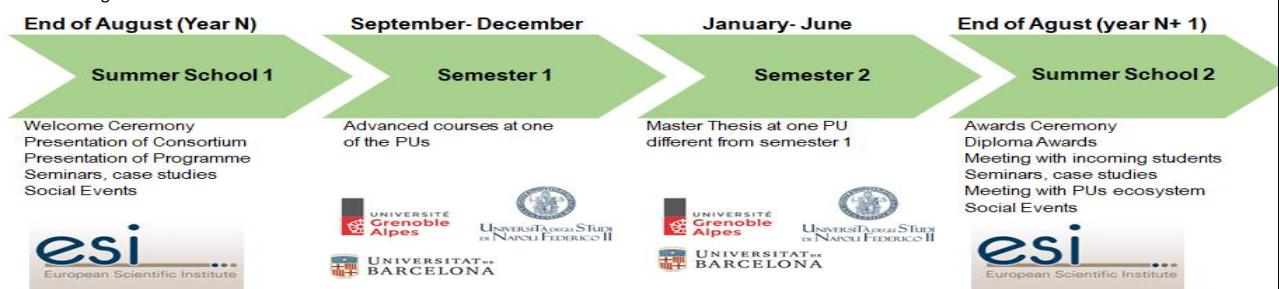 End of August (Year N)
September- December
January- June
End of Agust (year N+ 1)
Summer School 1
Semester 1
Semester 2
Summer School 2
Welcome Ceremony
Presentation of Consortium
Presentation of Programme
Seminars, case studies
Social Events
esi
European Scientific Institute
Advanced courses at one
of the PUs
UNIVERSITÉ
Grenoble
Alpes
UNIVERSITÀ DEGLI STUDI
DI NAPOLI FEDERICO II
UNIVERSITAT DE
BARCELONA
Master Thesis at one PU
different from semester 1
UNIVERSITÉ
Grenoble
Alpes
UNIVERSITÀ DEGLI STUDI
DI NAPOLI FEDERICO II
UNIVERSITAT DE
BARCELONA
Awards Ceremony
Diploma Awards
Meeting with incoming students
Seminars, case studies
Meeting with PUs ecosystem
Social Events
esi
European Scientific Institute